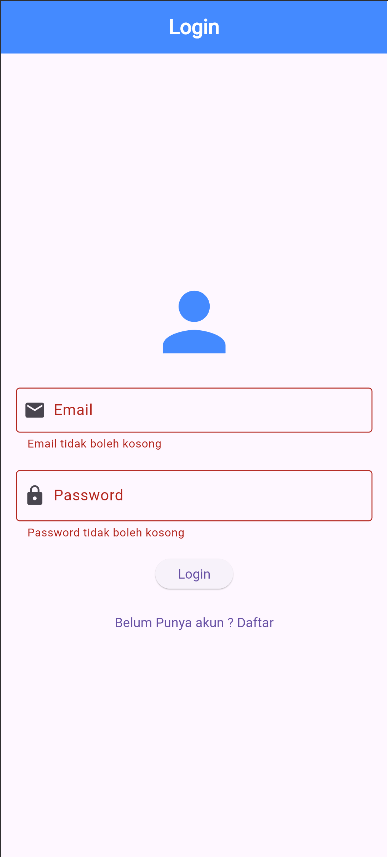 Login
Email
Email tidak boleh kosong
Password
Password tidak boleh kosong
Login
Belum Punya akun ? Daftar